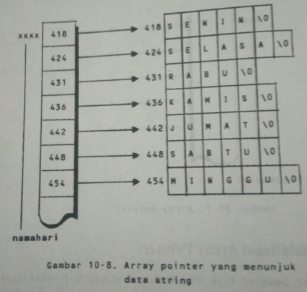 xxxx 418 418 S E N I N \0
424 424 S E L A S A \0
431 431 R A B U \0
436 436 K A M I S \0
442 442 J U M A T \0
448 448 S A B T U \0
454 454 M I N G G U \0
namahari
Gambar 10-8. Array pointer yang menunjuk
data string